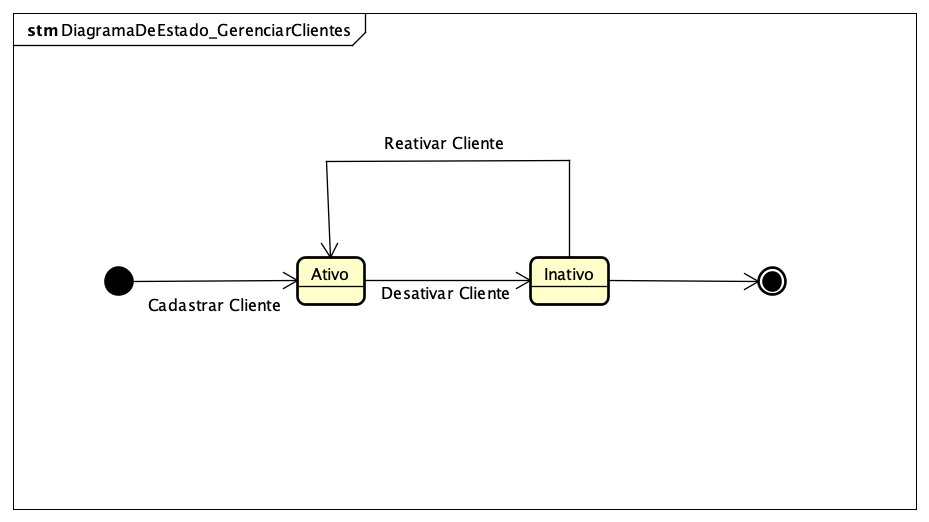 stm DiagramaDeEstado_GerenciarClientes
Reativar Cliente
Ativo
Inativo
Desativar Cliente
Cadastrar Cliente